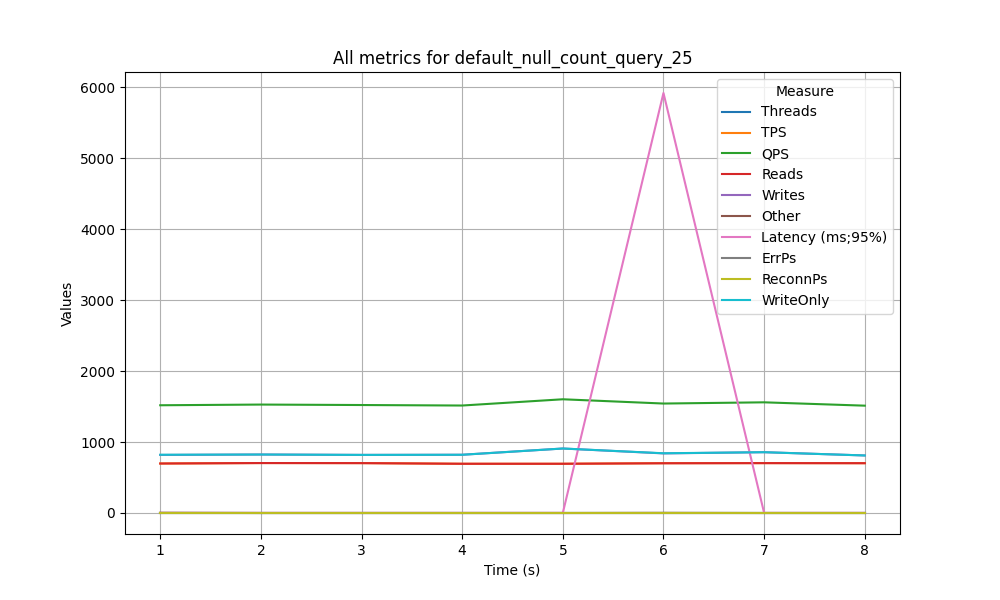 All metrics for default_null_count_query_25
Values
6000
5000
4000
3000
2000
1000
0
Measure
Threads
TPS
QPS
Reads
Writes
Other
Latency (ms;95%)
ErrPs
ReconnPs
WriteOnly
1 2 3 4 5 6 7 8
Time (s)